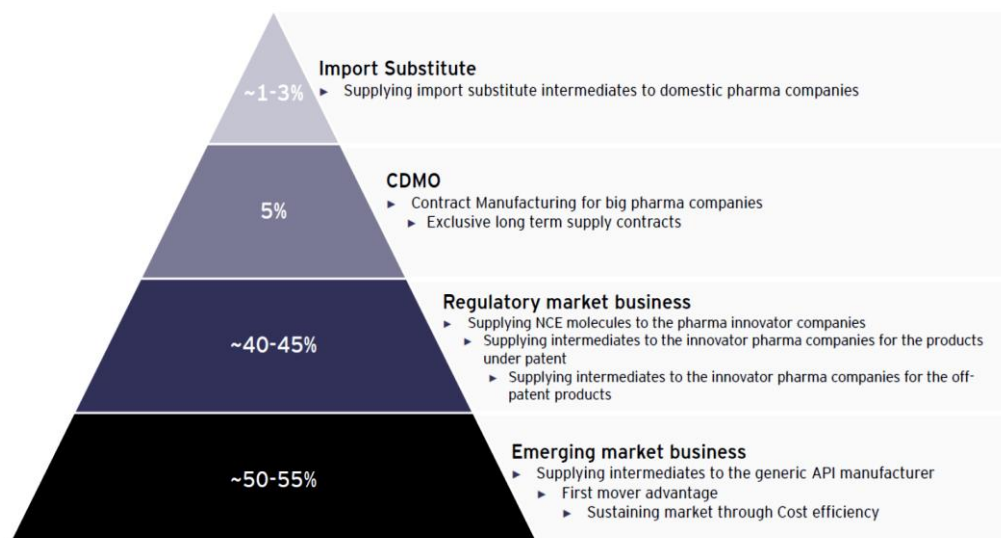 Import Substitute
~1-3%
► Supplying import substitute intermediates to domestic pharma companies
CDMO
► Contract Manufacturing for big pharma companies
5%
► Exclusive long term supply contracts
Regulatory market business
► Supplying NCE molecules to the pharma innovator companies
~40-45%
► Supplying intermediates to the innovator pharma companies for the products
under patent
► Supplying intermediates to the innovator pharma companies for the off-
patent products
Emerging market business
► Supplying intermediates to the generic API manufacturer
~50-55%
► First mover advantage
► Sustaining market through Cost efficiency